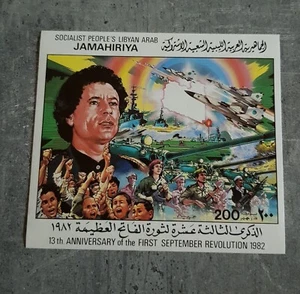 SOCIALIST PEOPLE'S LIBYAN ARAB
JAMAHIRIYA
الجماهيرية العربية الليبية الشعبية الاشتراكية
200 ٢٠٠
الذكرى الثالثة عشرة لثورة الفاتح العظيمة ١٩٨٢
13th ANNIVERSARY of the FIRST SEPTEMBER REVOLUTION 1982